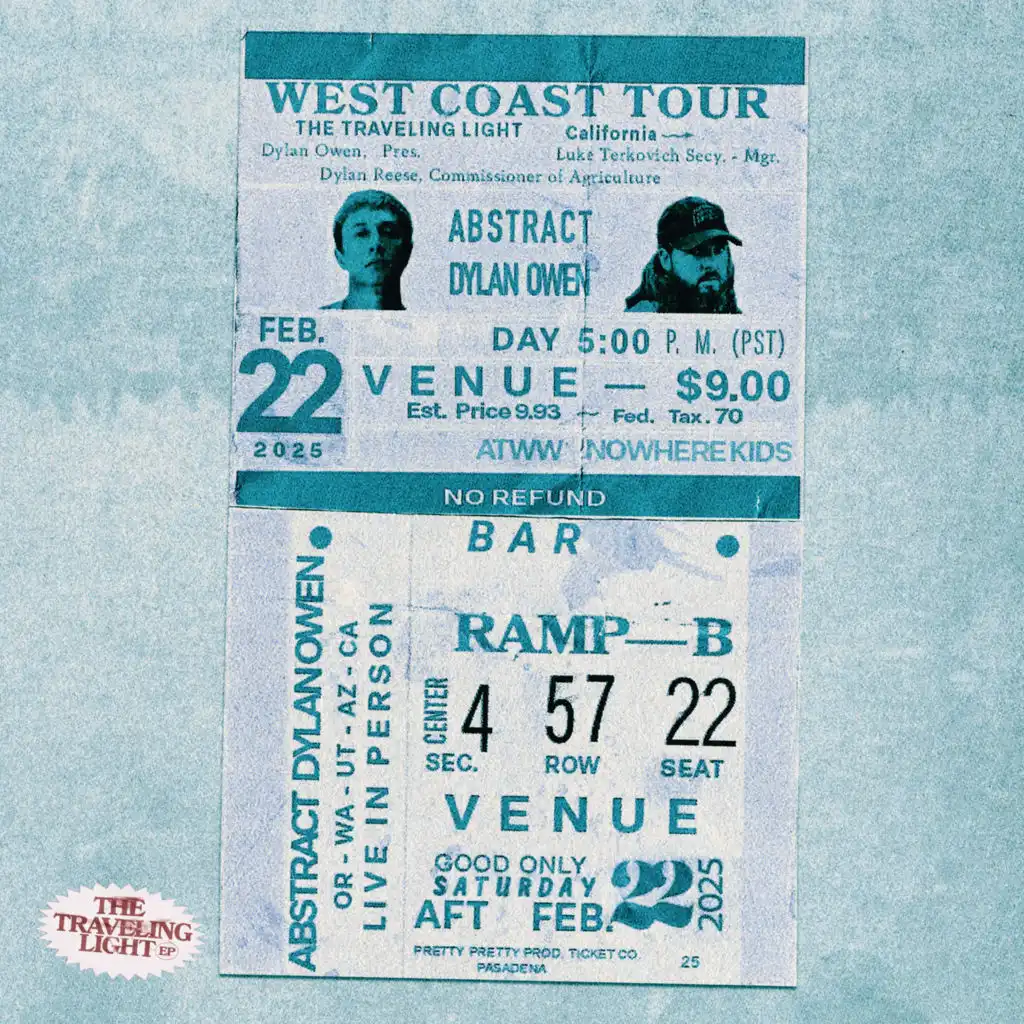 WEST COAST TOUR
THE TRAVELING LIGHT California
Dylan Owen, Pres. Luke Terkovich Secy. - Mgr.
Dylan Reese, Commissioner of Agriculture
ABSTRACT
DYLAN OWEN
FEB.
22
2025
DAY 5:00 P. M. (PST)
VENUE — $9.00
Est. Price 9.93 ~ Fed. Tax .70
ATWW NOWHERE KIDS
NO REFUND
BAR
ABSTRACT DYLANOWEN
OR - WA - UT - AZ - CA
LIVE IN PERSON
RAMP—B
CENTER
4 57 22
SEC. ROW SEAT
VENUE
GOOD ONLY
SATURDAY
AFT FEB. 22 2025
PRETTY PRETTY PROD. TICKET CO.
PASADENA
25
THE
TRAVELING
LIGHT EP